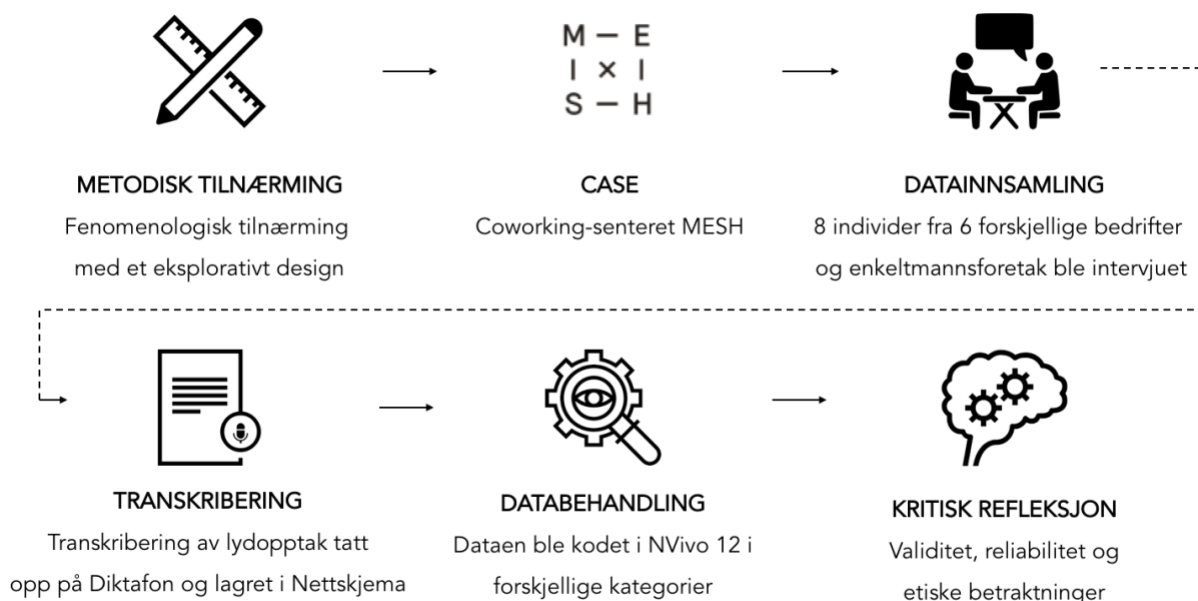 M — E
I × I
S — H
METODISK TILNÆRMING
Fenomenologisk tilnærming
med et eksplorativt design
CASE
Coworking-senteret MESH
DATAINNSAMLING
8 individer fra 6 forskjellige bedrifter
og enkeltmannsforetak ble intervjuet
TRANSKRIBERING
Transkribering av lydopptak tatt
opp på Diktafon og lagret i Nettskjema
DATABEHANDLING
Dataen ble kodet i NVivo 12 i
forskjellige kategorier
KRITISK REFLEKSJON
Validitet, reliabilitet og
etiske betraktninger